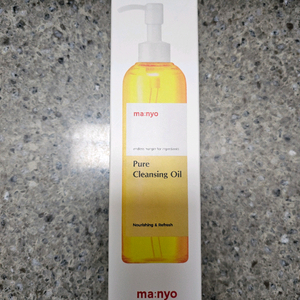 ma:nyo
Pure
Cleansing Oil
Nourishing & Refresh
ma:nyo